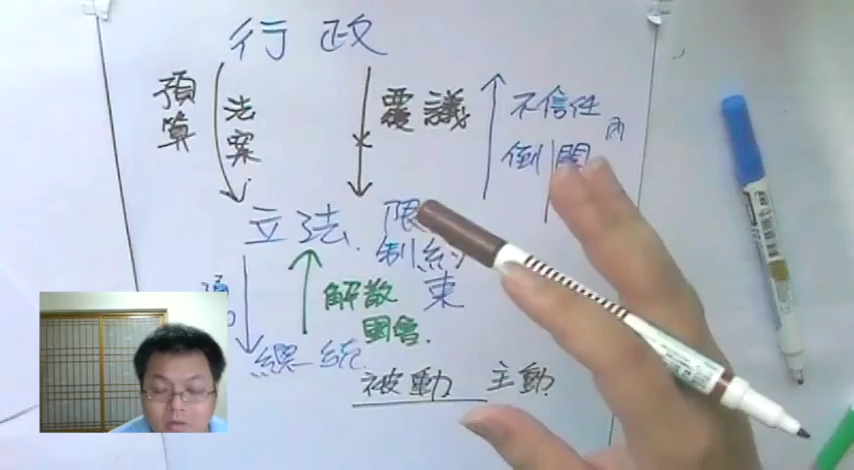 行政
預算
法案
覆議
不信任
倒閣
內
立法
限制約束
解散國會
總統
被動
主動